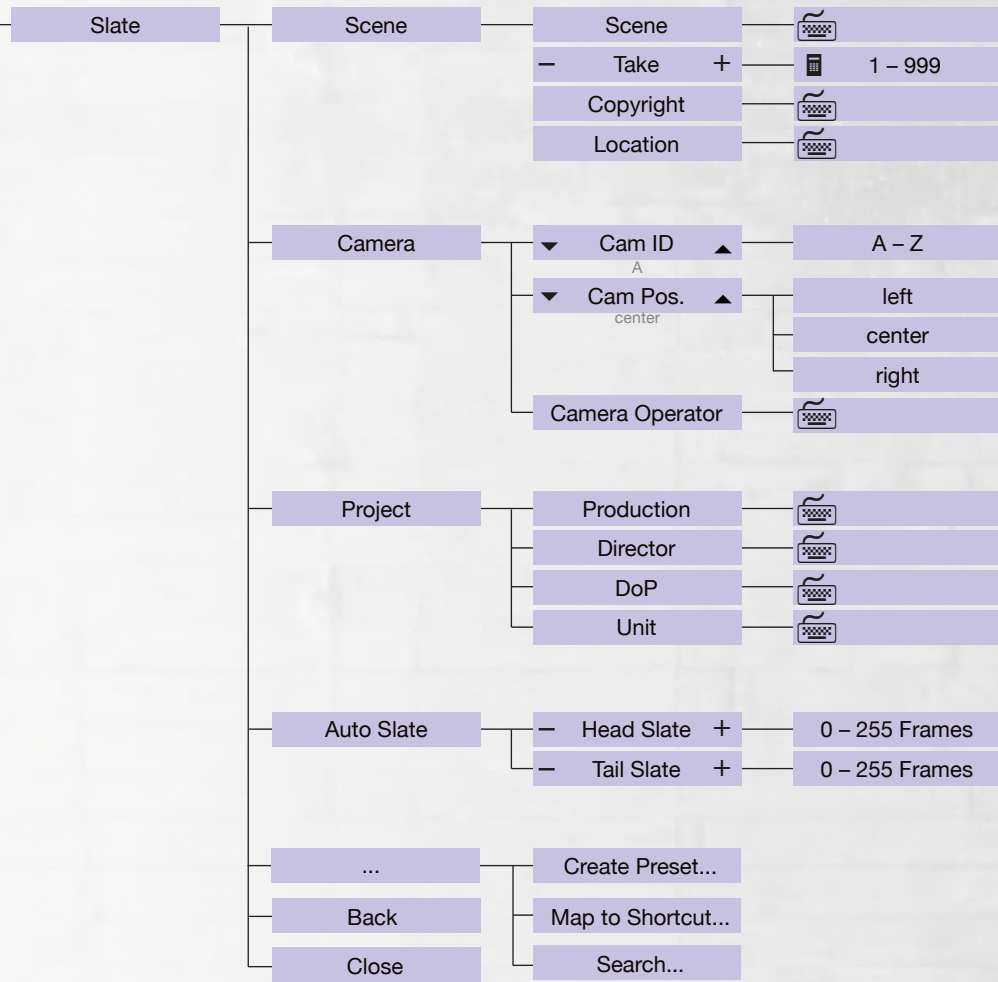 Slate Scene Scene
− Take + 1 – 999
Copyright
Location
Camera Cam ID A – Z
A
Cam Pos. left
center
center
right
Camera Operator
Project Production
Director
DoP
Unit
Auto Slate − Head Slate + 0 – 255 Frames
− Tail Slate + 0 – 255 Frames
... Create Preset...
Back Map to Shortcut...
Close Search...